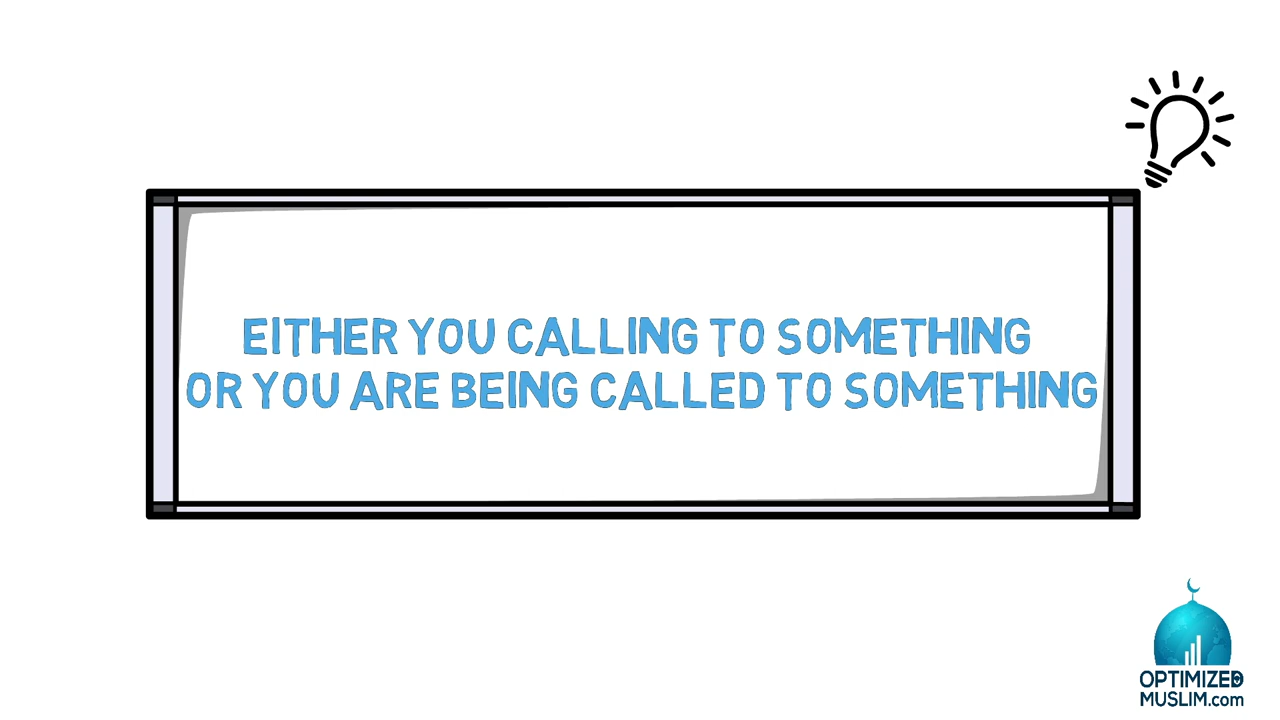 EITHER YOU CALLING TO SOMETHING
OR YOU ARE BEING CALLED TO SOMETHING
OPTIMIZED
MUSLIM.com